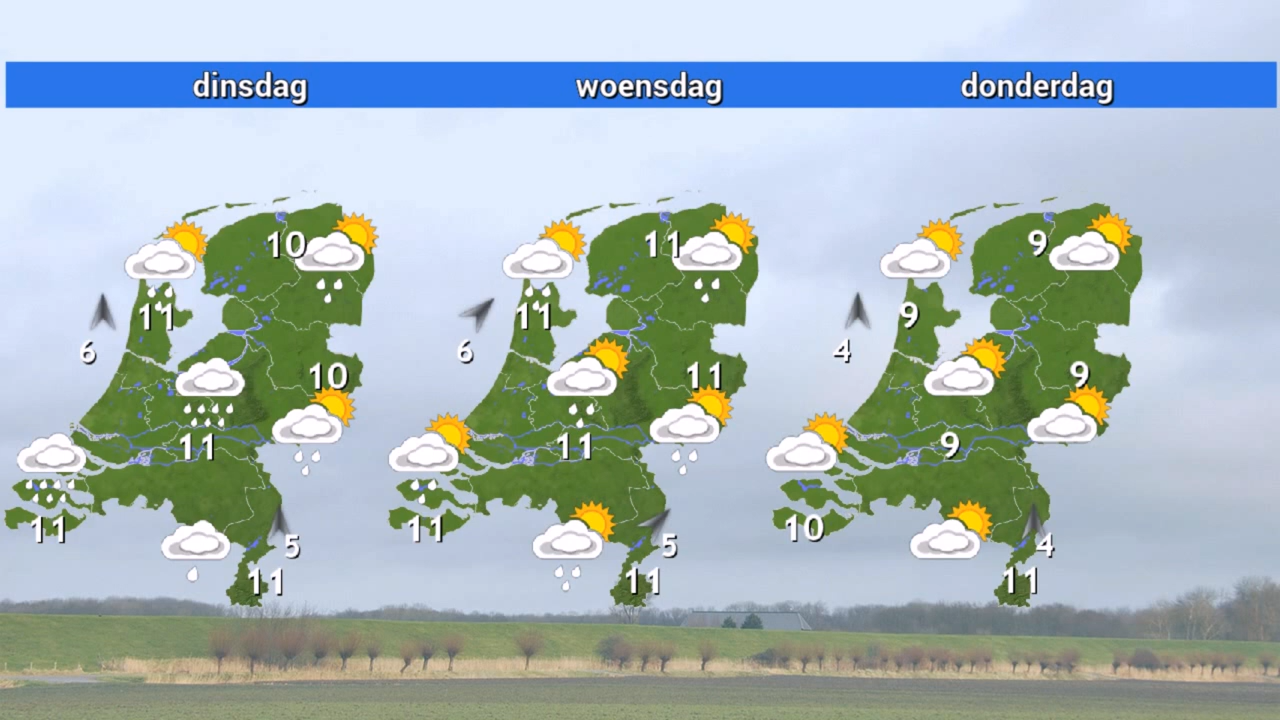 dinsdag woensdag donderdag
10 11 9
11 11 9
6 6 4
10 11 9
11 11 9
11 11 10
5 5 4
11 11 11